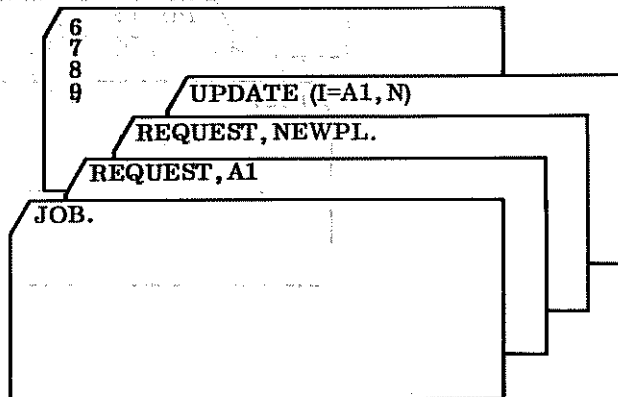 6
7
8
9
UPDATE (I=A1, N)
REQUEST, NEWPL.
REQUEST, A1
JOB.